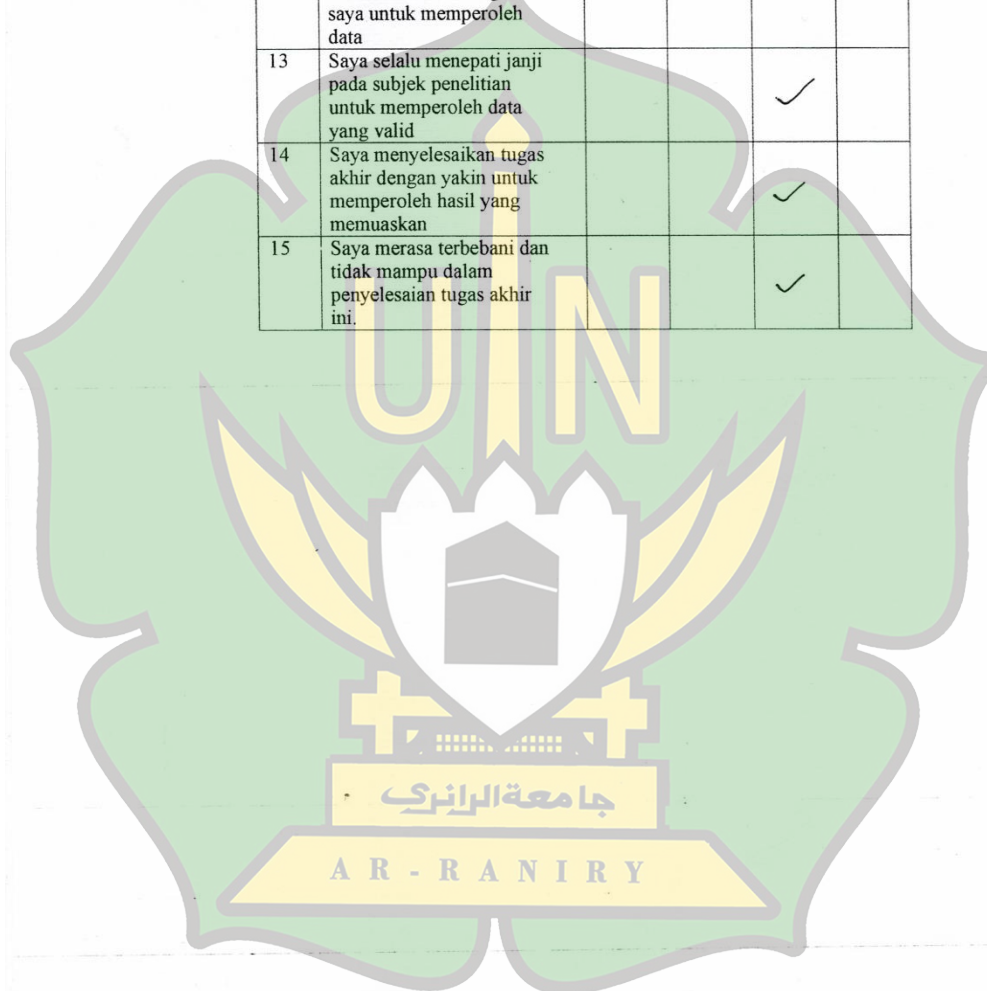 saya untuk memperoleh
data
13 Saya selalu menepati janji
pada subjek penelitian
untuk memperoleh data
yang valid
✓
14 Saya menyelesaikan tugas
akhir dengan yakin untuk
memperoleh hasil yang
memuaskan
✓
15 Saya merasa terbebani dan
tidak mampu dalam
penyelesaian tugas akhir
ini.
✓
UIN
جامعة الرانري
AR-RANIRY